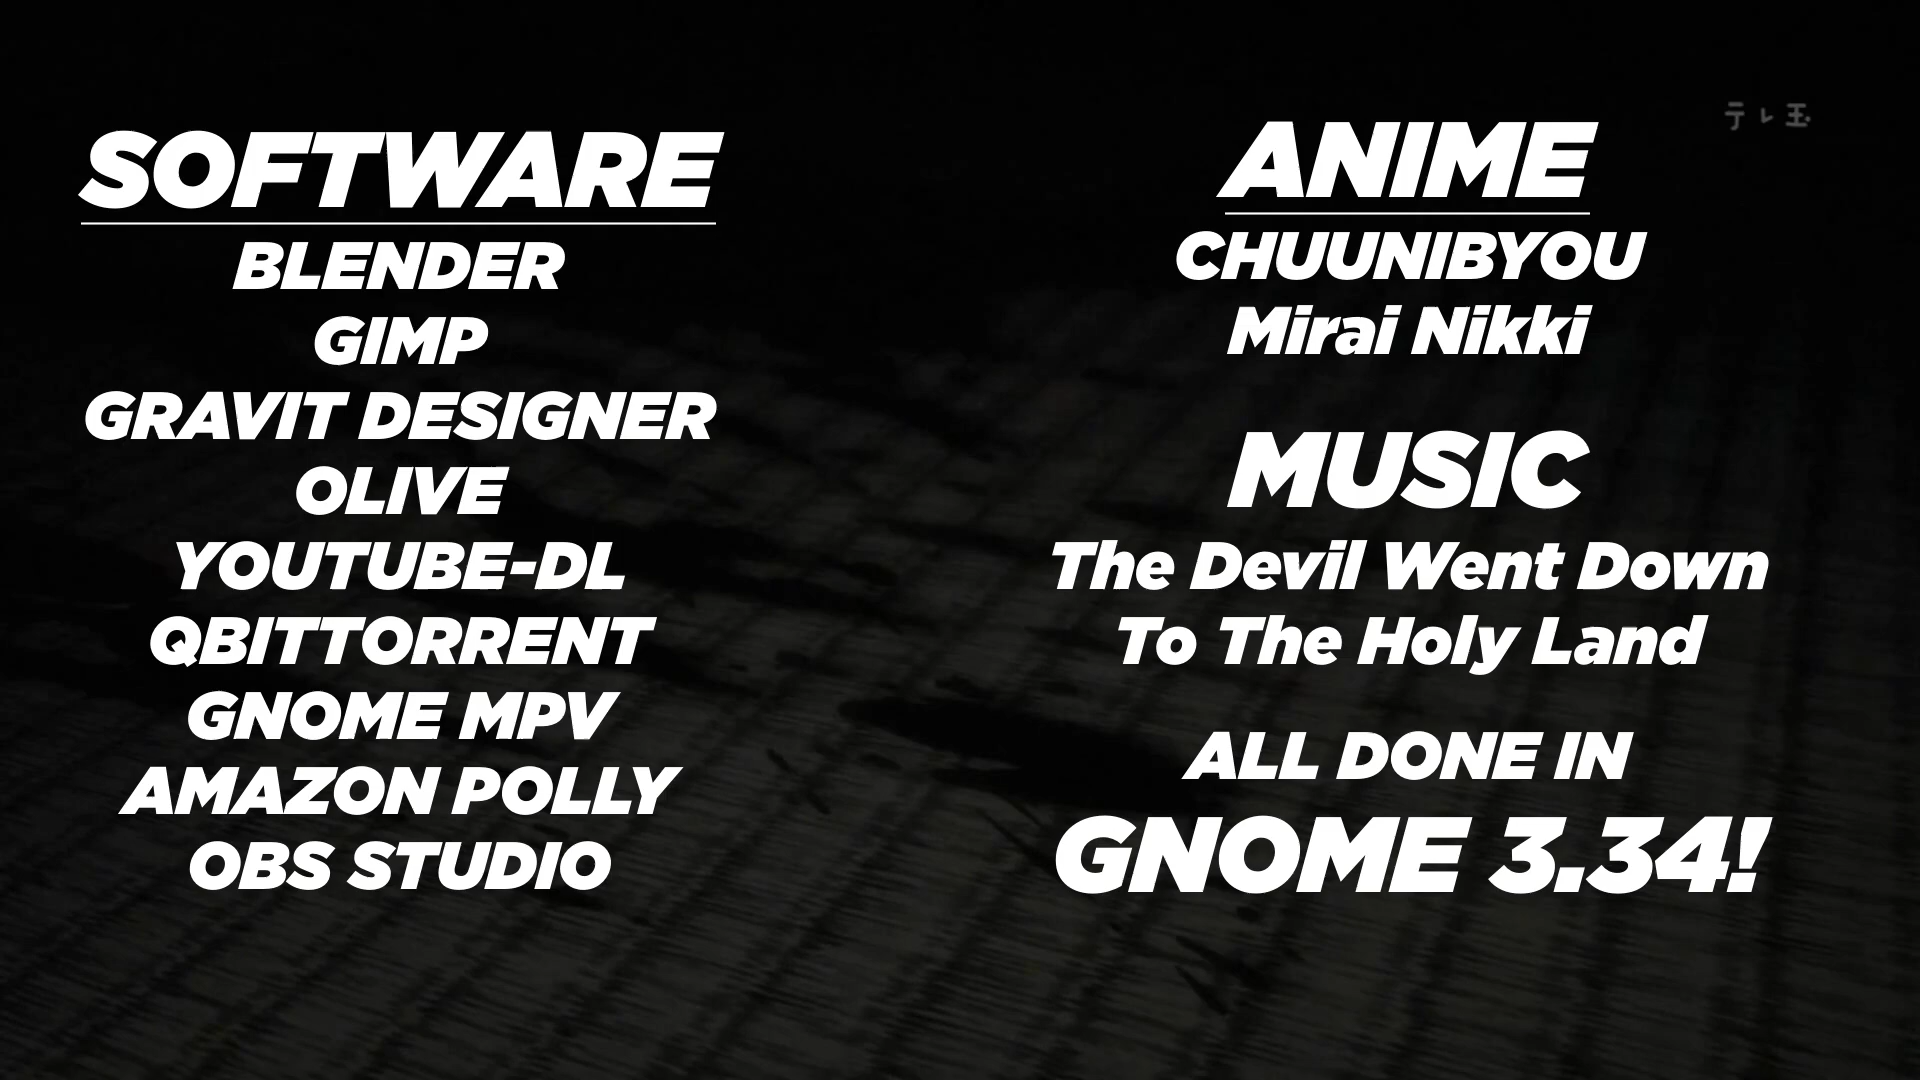 SOFTWARE
BLENDER
GIMP
GRAVIT DESIGNER
OLIVE
YOUTUBE-DL
QBITTORRENT
GNOME MPV
AMAZON POLLY
OBS STUDIO
ANIME
CHUUNIBYOU
Mirai Nikki
MUSIC
The Devil Went Down
To The Holy Land
ALL DONE IN
GNOME 3.34!
テレ玉